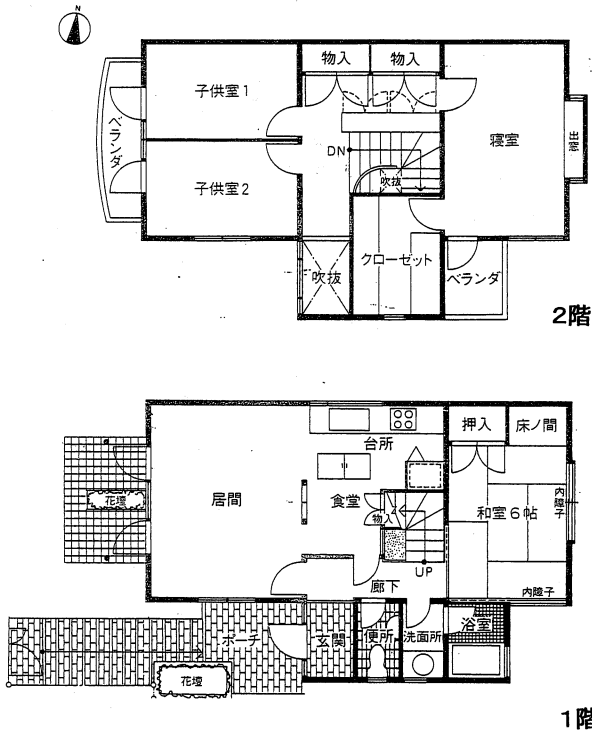 N
物入
物入
子供室1
ベランダ
DN
寝室
出窓
子供室2
吹抜
クローゼット
吹抜
ベランダ
2階
押入
床ノ間
台所
居間
食堂
物入
和室6帖
内障子
花壇
UP
廊下
内障子
ポーチ
玄関
便所
洗面所
浴室
花壇
1階